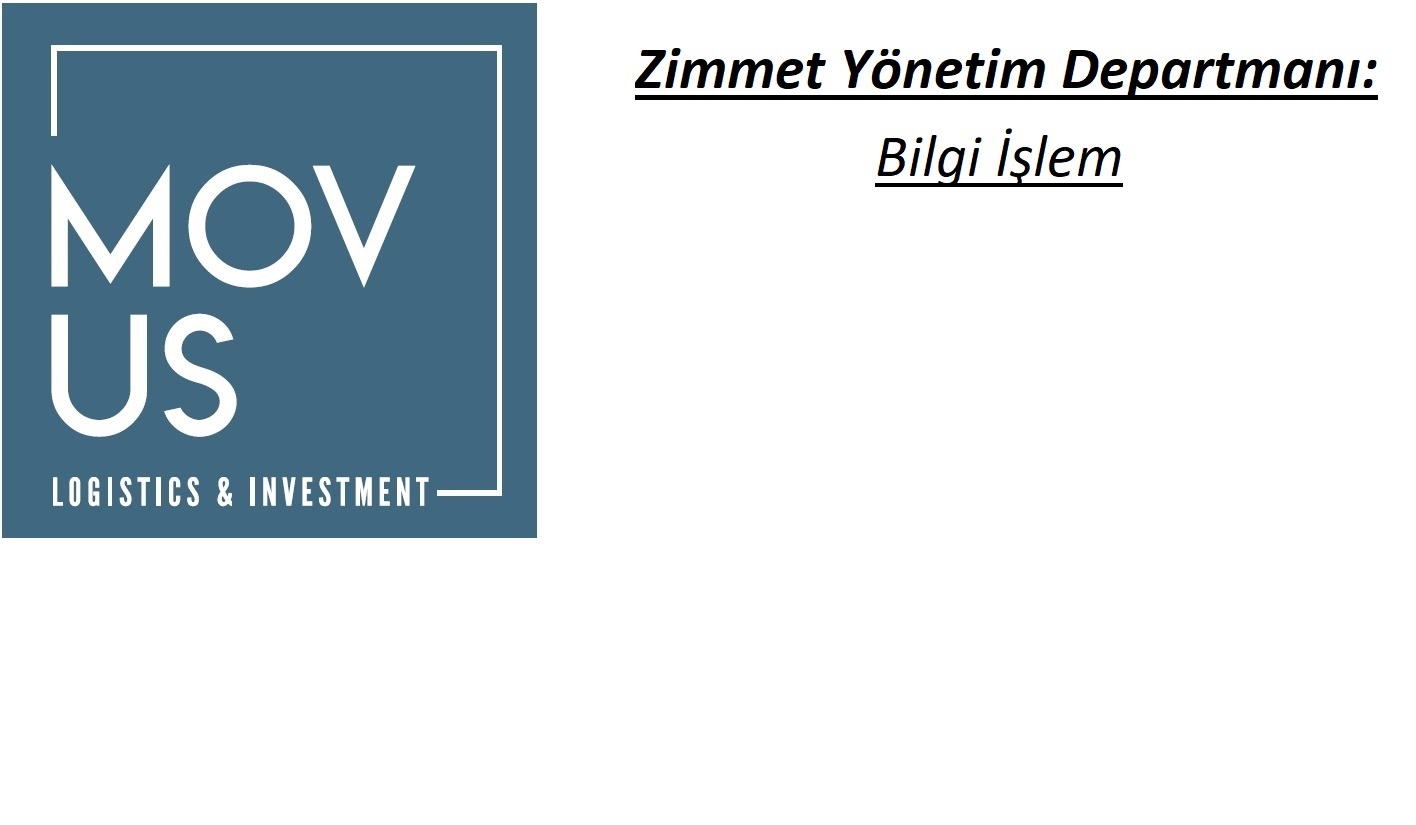 MOV
US
LOGISTICS & INVESTMENT
Zimmet Yönetim Departmanı:
Bilgi İşlem